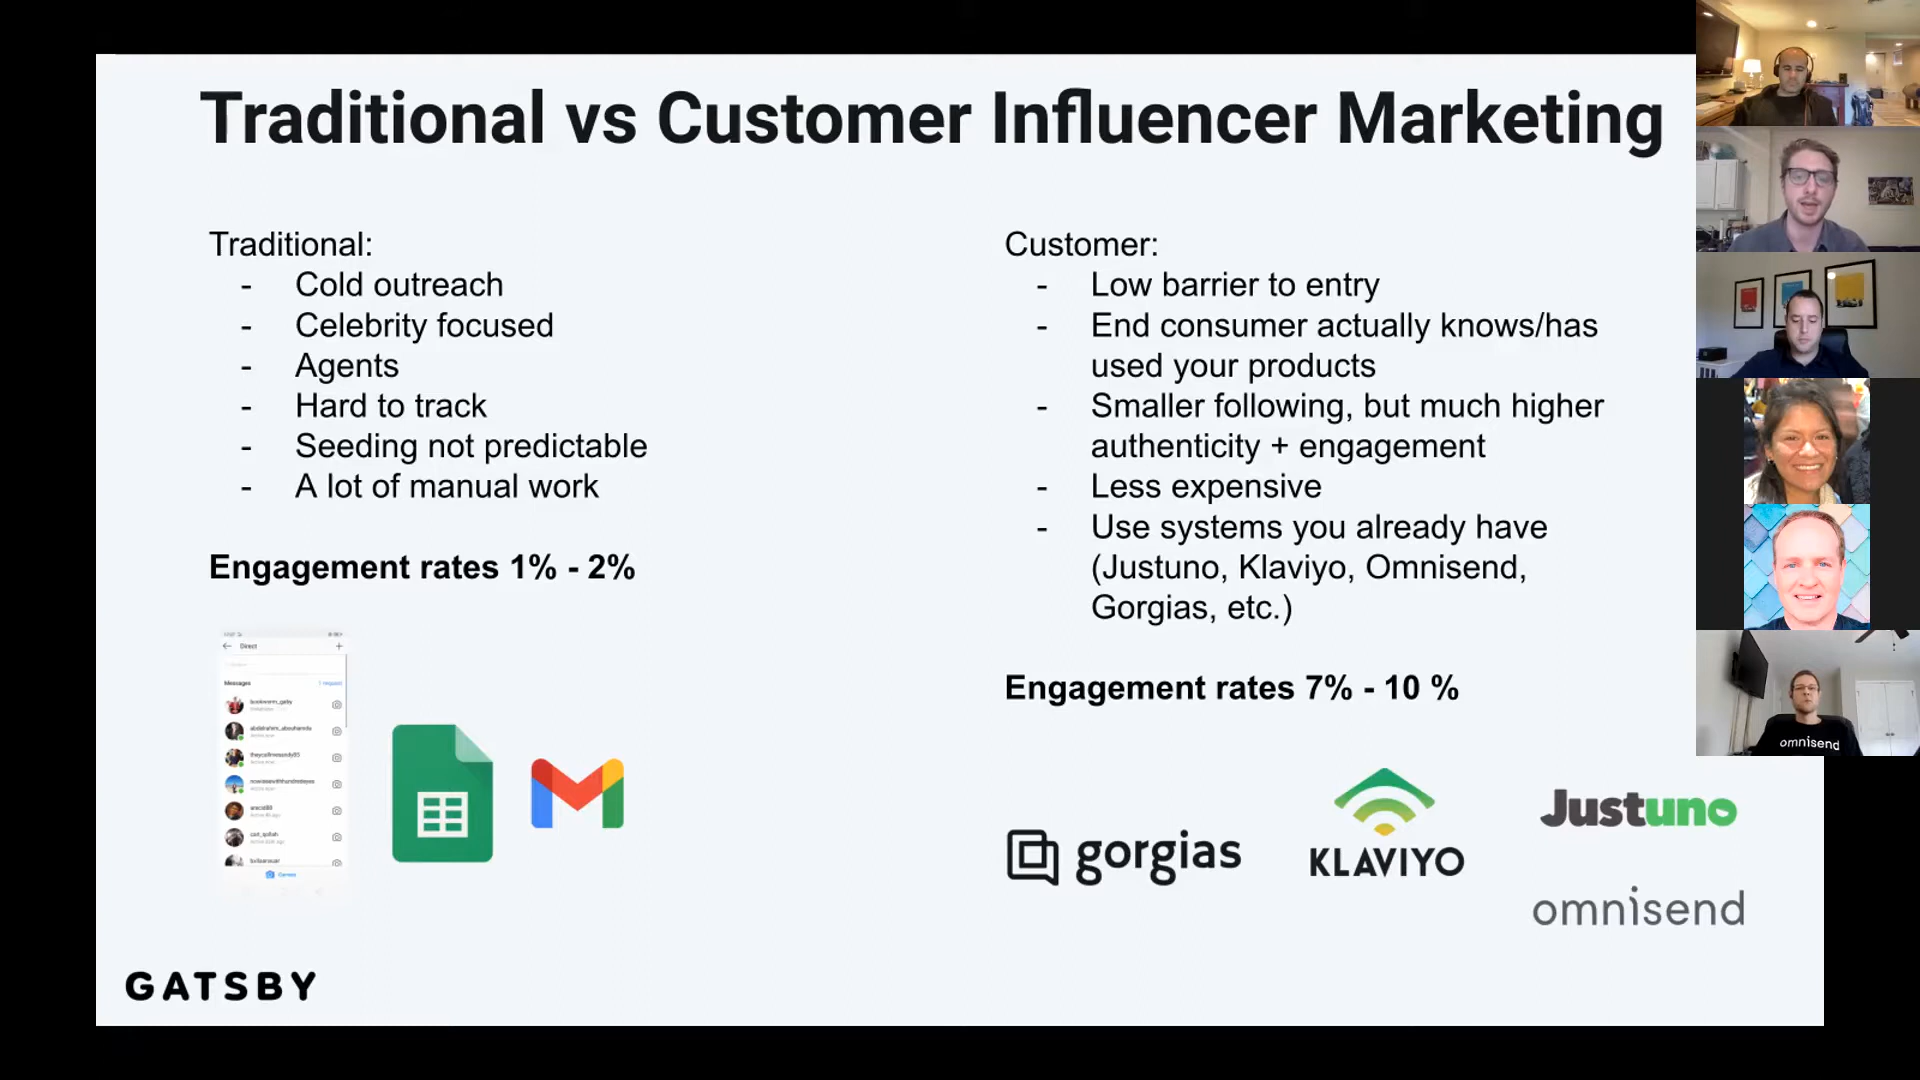 Traditional vs Customer Influencer Marketing
Traditional:
- Cold outreach
- Celebrity focused
- Agents
- Hard to track
- Seeding not predictable
- A lot of manual work
Engagement rates 1% - 2%
Direct
Messages
Customer:
- Low barrier to entry
- End consumer actually knows/has
used your products
- Smaller following, but much higher
authenticity + engagement
- Less expensive
- Use systems you already have
(Justuno, Klaviyo, Omnisend,
Gorgias, etc.)
Engagement rates 7% - 10 %
gorgias
KLAVIYO
Justuno
omnisend
GATSBY
omnisend